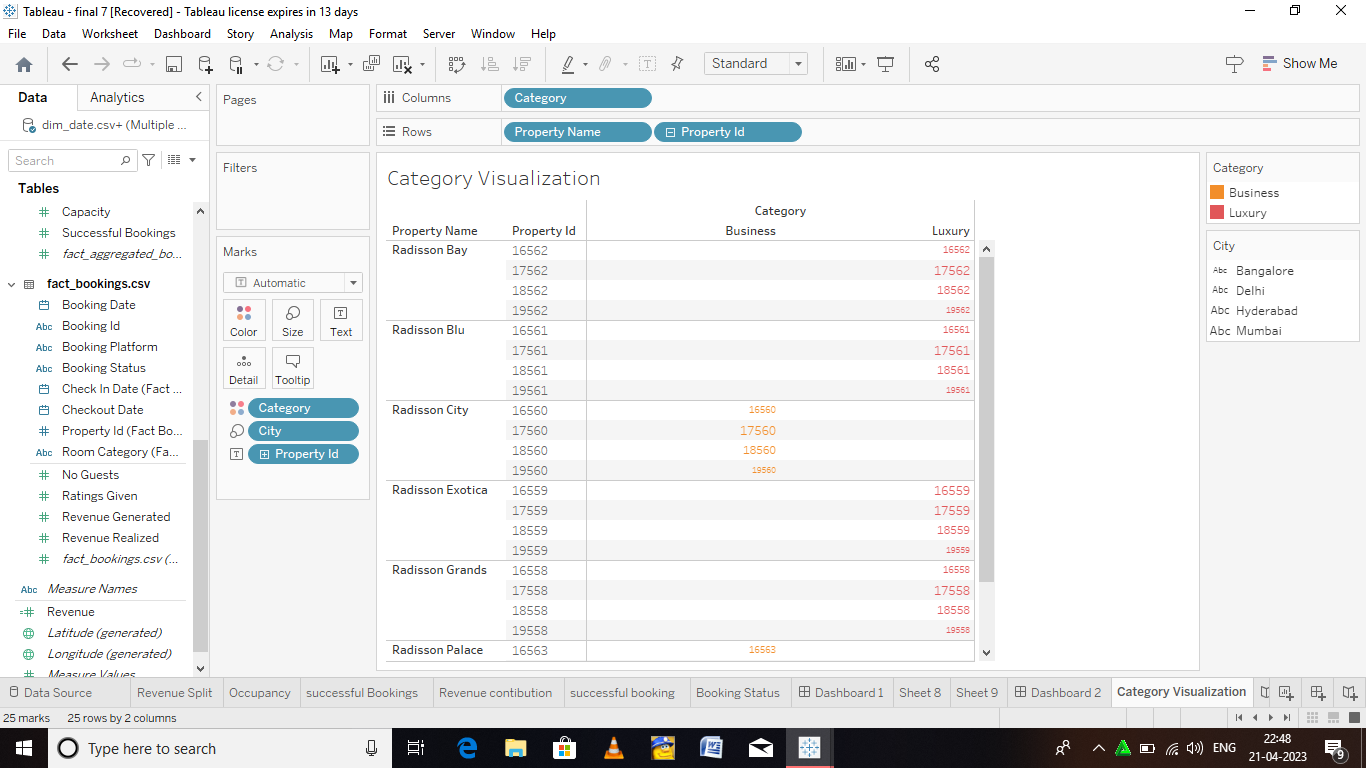 Tableau - final 7 [Recovered] - Tableau license expires in 13 days
File Data Worksheet Dashboard Story Analysis Map Format Server Window Help
Standard
Show Me
Data Analytics
dim_date.csv+ (Multiple ...
Search
Tables
Capacity
Successful Bookings
fact_aggregated_bo...
fact_bookings.csv
Booking Date
Abc Booking Id
Abc Booking Platform
Abc Booking Status
Check In Date (Fact ...
Checkout Date
Property Id (Fact Bo...
Abc Room Category (Fa...
No Guests
Ratings Given
Revenue Generated
Revenue Realized
fact_bookings.csv (...
Abc Measure Names
Revenue
Latitude (generated)
Longitude (generated)
Measure Values
Pages
Filters
Marks
Automatic
Color Size Text
Detail Tooltip
Category
City
Property Id
Columns Category
Rows Property Name Property Id
Category Visualization
Category
Property Name Property Id Business Luxury
Radisson Bay 16562 16562
17562 17562
18562 18562
19562 19562
Radisson Blu 16561 16561
17561 17561
18561 18561
19561 19561
Radisson City 16560 16560
17560 17560
18560 18560
19560 19560
Radisson Exotica 16559 16559
17559 17559
18559 18559
19559 19559
Radisson Grands 16558 16558
17558 17558
18558 18558
19558 19558
Radisson Palace 16563 16563
Category
Business
Luxury
City
Abc Bangalore
Abc Delhi
Abc Hyderabad
Abc Mumbai
Data Source Revenue Split Occupancy successful Bookings Revenue contibution successful booking Booking Status Dashboard 1 Sheet 8 Sheet 9 Dashboard 2 Category Visualization
25 marks 25 rows by 2 columns
Type here to search
ENG
22:48
21-04-2023
9